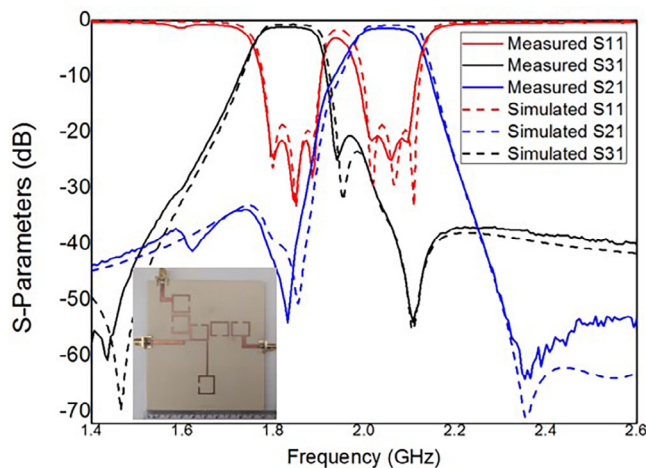 0
-10
-20
-30
-40
-50
-60
-70
S-Parameters (dB)
Measured S11
Measured S31
Measured S21
Simulated S11
Simulated S21
Simulated S31
1.4 1.6 1.8 2.0 2.2 2.4 2.6
Frequency (GHz)